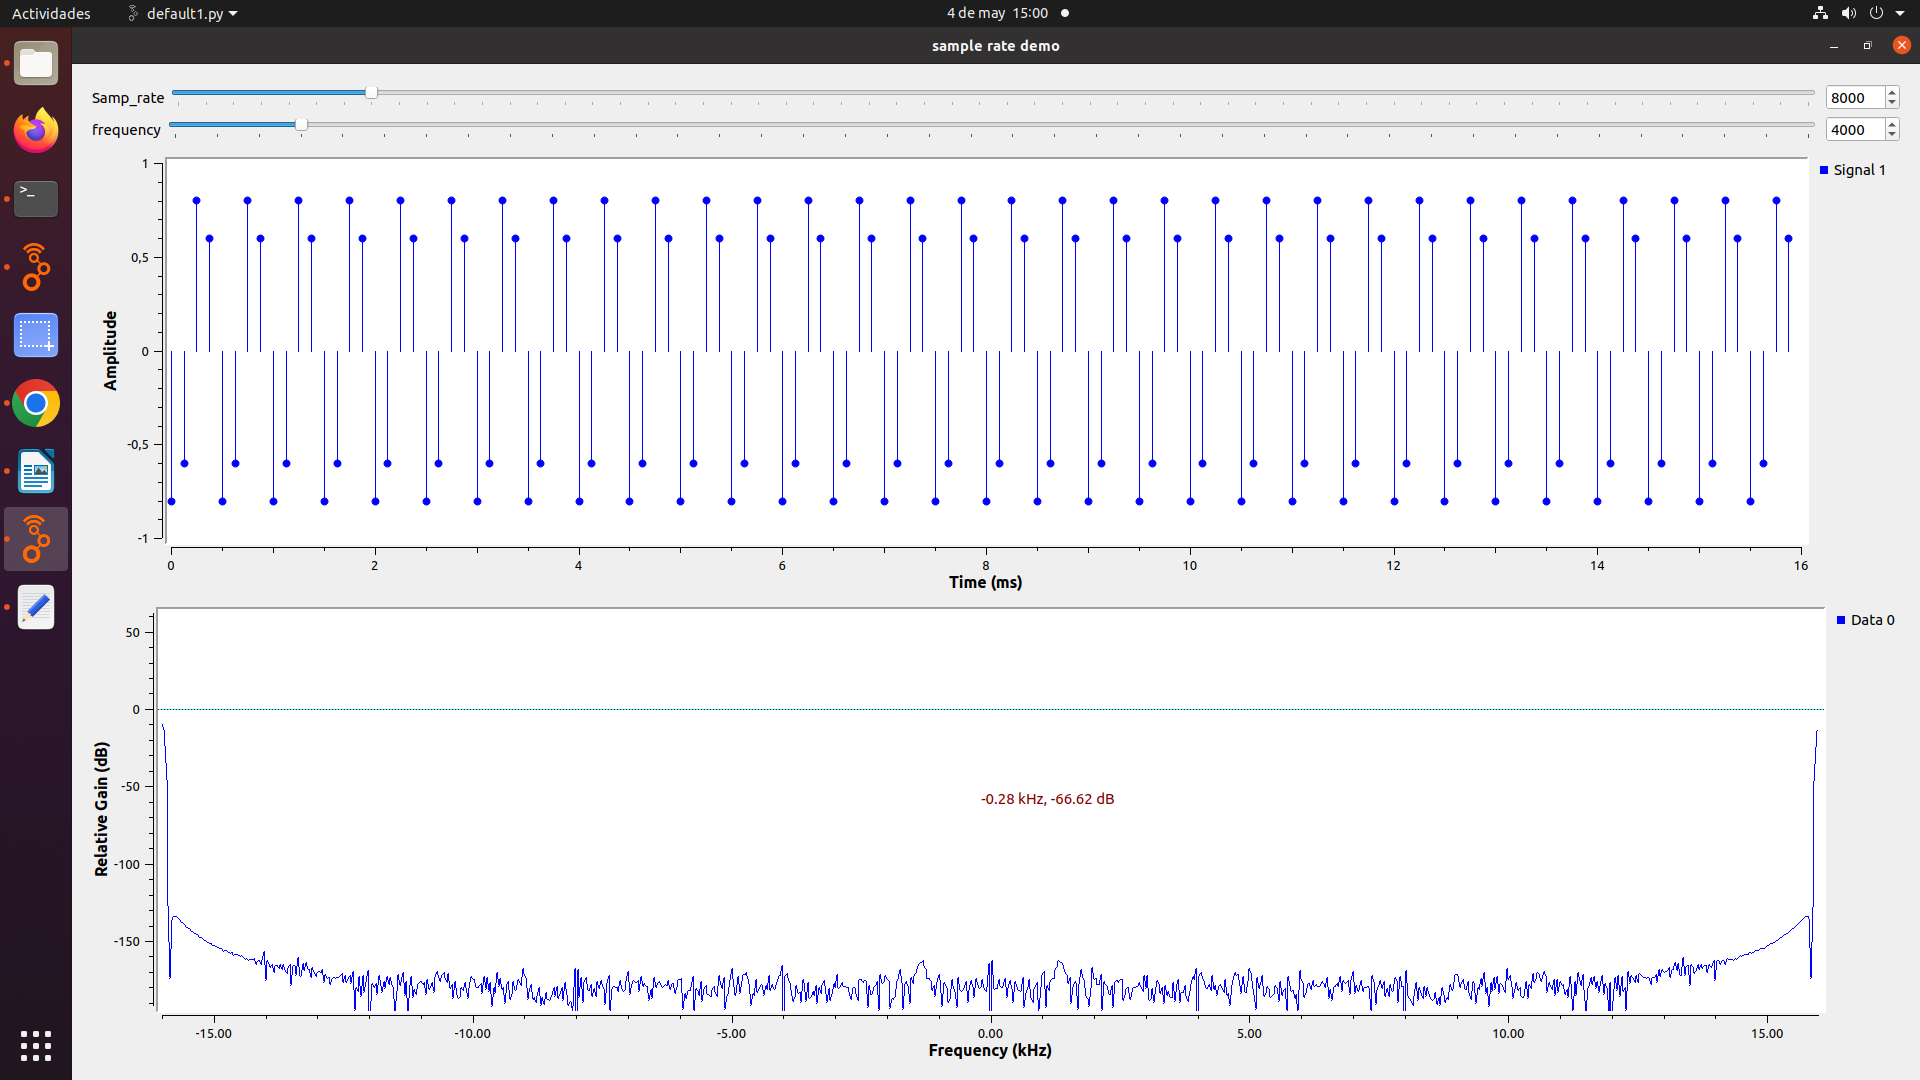 Actividades default1.py 4 de may 15:00
sample rate demo
>_
Samp_rate 8000
frequency 4000
Signal 1
1
0,5
0
-0,5
-1
Amplitude
0 2 4 6 8 10 12 14 16
Time (ms)
Data 0
50
0
-50
-100
-150
Relative Gain (dB)
-0.28 kHz, -66.62 dB
-15.00 -10.00 -5.00 0.00 5.00 10.00 15.00
Frequency (kHz)